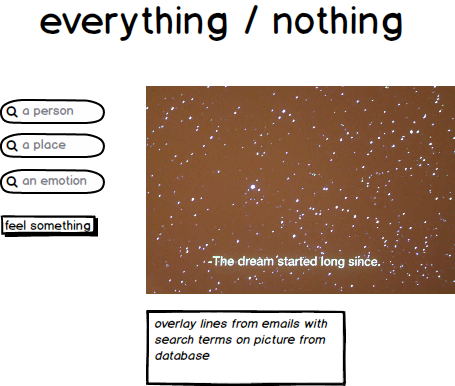 everything / nothing
a person
a place
an emotion
feel something
-The dream started long since.
overlay lines from emails with
search terms on picture from
database